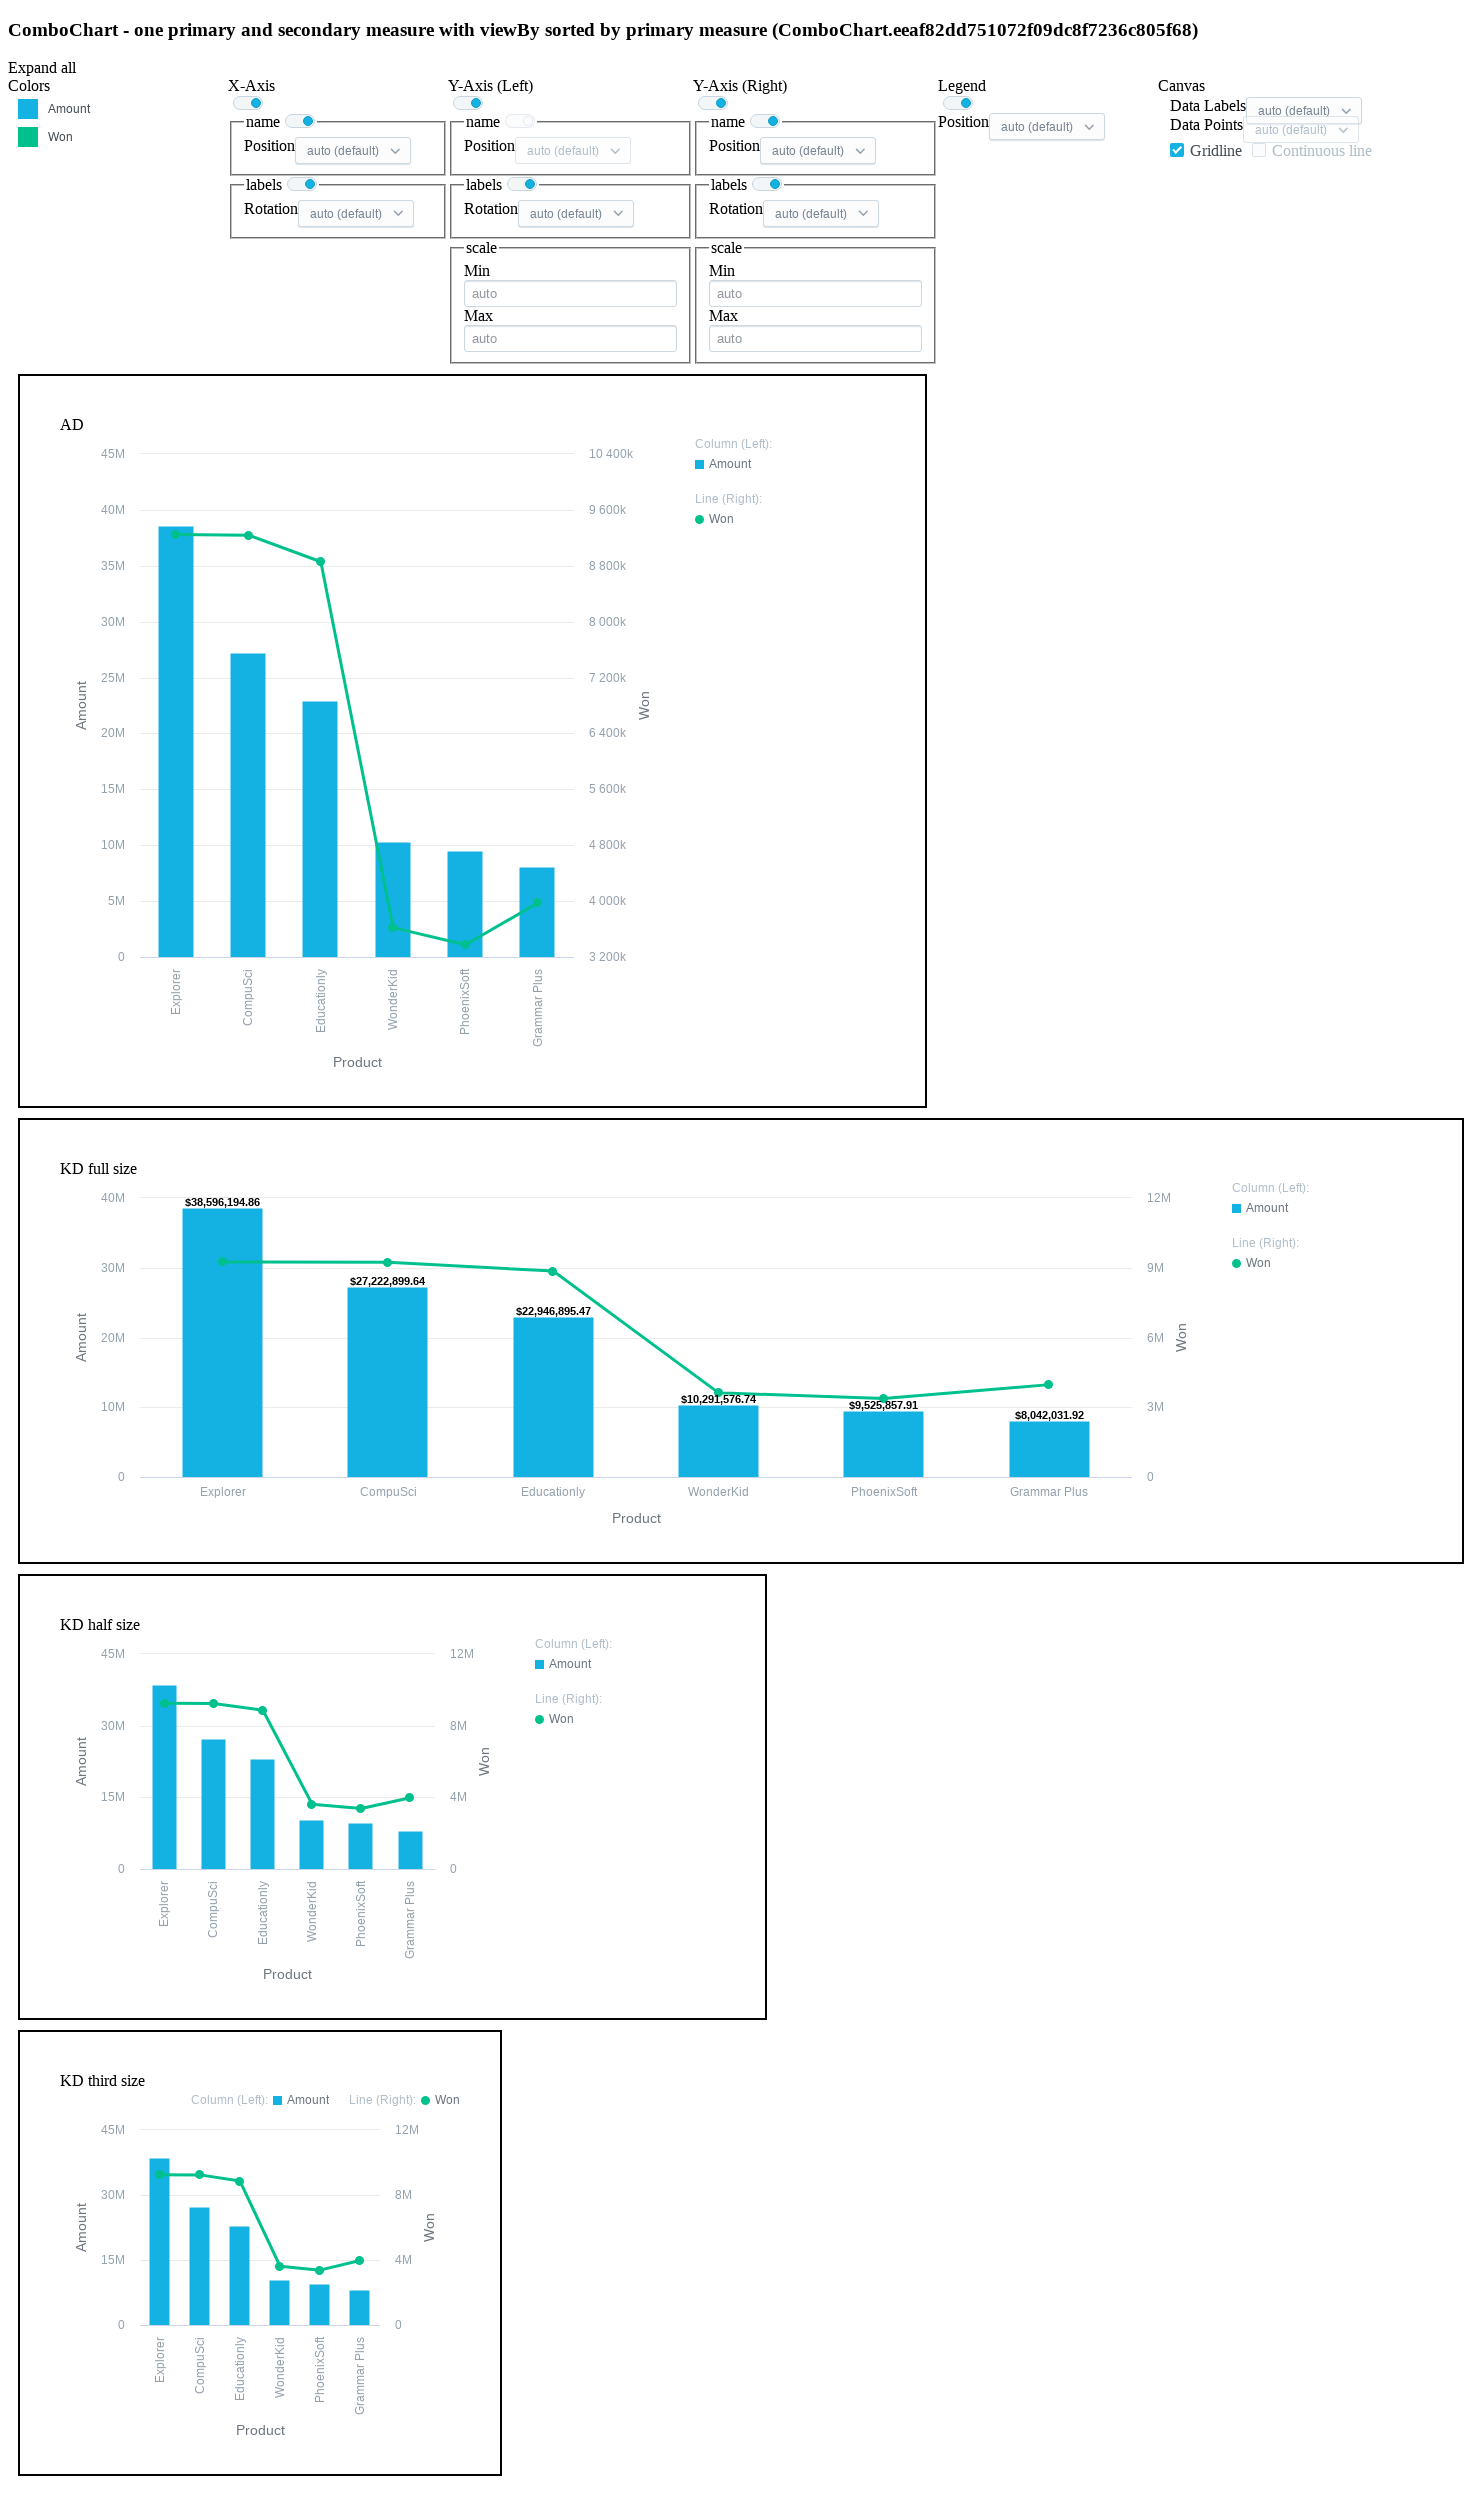 ComboChart - one primary and secondary measure with viewBy sorted by primary measure (ComboChart.eeaf82dd751072f09dc8f7236c805f68)
Expand all
Colors
Amount
Won
X-Axis
name
Position auto (default)
labels
Rotation auto (default)
Y-Axis (Left)
name
Position auto (default)
labels
Rotation auto (default)
scale
Min
auto
Max
auto
Y-Axis (Right)
name
Position auto (default)
labels
Rotation auto (default)
scale
Min
auto
Max
auto
Legend
Position auto (default)
Canvas
Data Labels auto (default)
Data Points auto (default)
Gridline Continuous line
AD
Column (Left):
Amount
Line (Right):
Won
45M 10 400k
40M 9 600k
35M 8 800k
30M 8 000k
25M 7 200k
20M 6 400k
15M 5 600k
10M 4 800k
5M 4 000k
0 3 200k
Amount
Won
Explorer
CompuSci
Educationly
WonderKid
PhoenixSoft
Grammar Plus
Product
KD full size
Column (Left):
Amount
Line (Right):
Won
40M 12M
30M 9M
20M 6M
10M 3M
0 0
Amount
Won
$38,596,194.86
$27,222,899.64
$22,946,895.47
$10,291,576.74
$9,525,857.91
$8,042,031.92
Explorer CompuSci Educationly WonderKid PhoenixSoft Grammar Plus
Product
KD half size
Column (Left):
Amount
Line (Right):
Won
45M 12M
30M 8M
15M 4M
0 0
Amount
Won
Explorer
CompuSci
Educationly
WonderKid
PhoenixSoft
Grammar Plus
Product
KD third size
Column (Left): Amount Line (Right): Won
45M 12M
30M 8M
15M 4M
0 0
Amount
Won
Explorer
CompuSci
Educationly
WonderKid
PhoenixSoft
Grammar Plus
Product